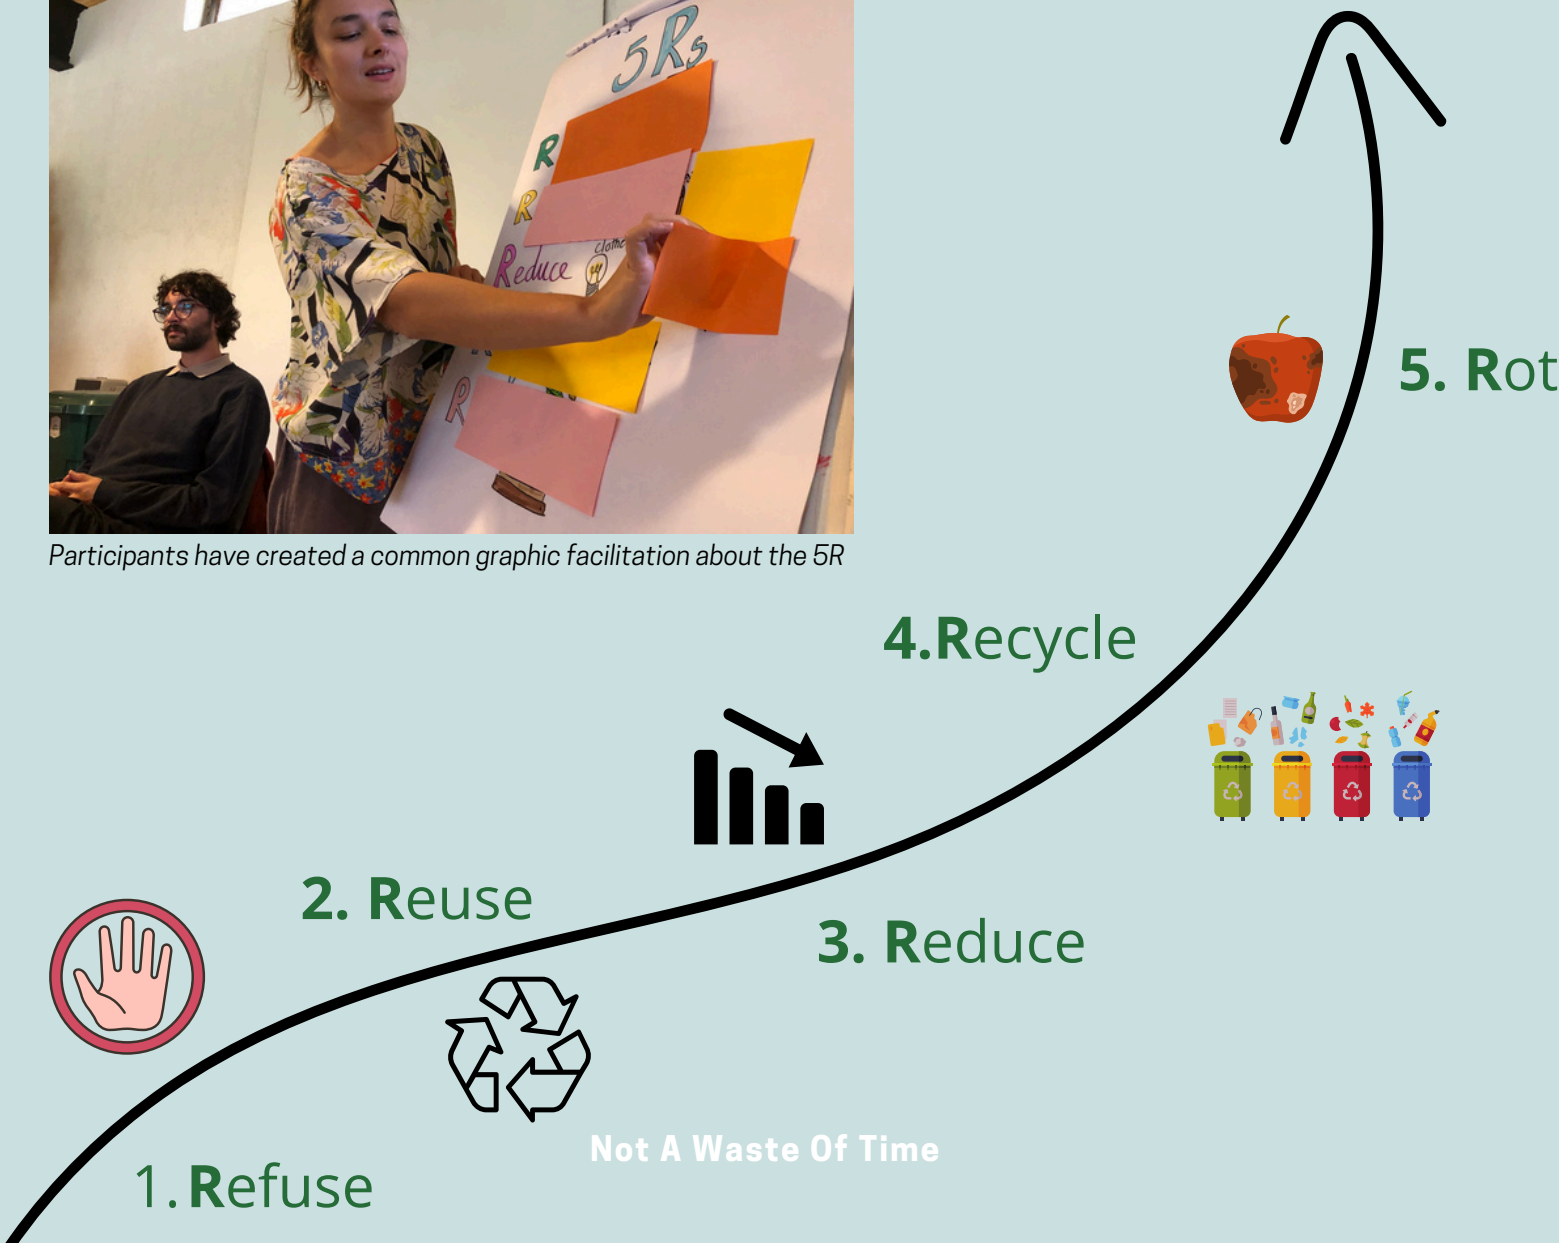 5Rs
R
R
Reduce
R
Participants have created a common graphic facilitation about the 5R
5. Rot
4.Recycle
2. Reuse
3. Reduce
Not A Waste Of Time
1. Refuse